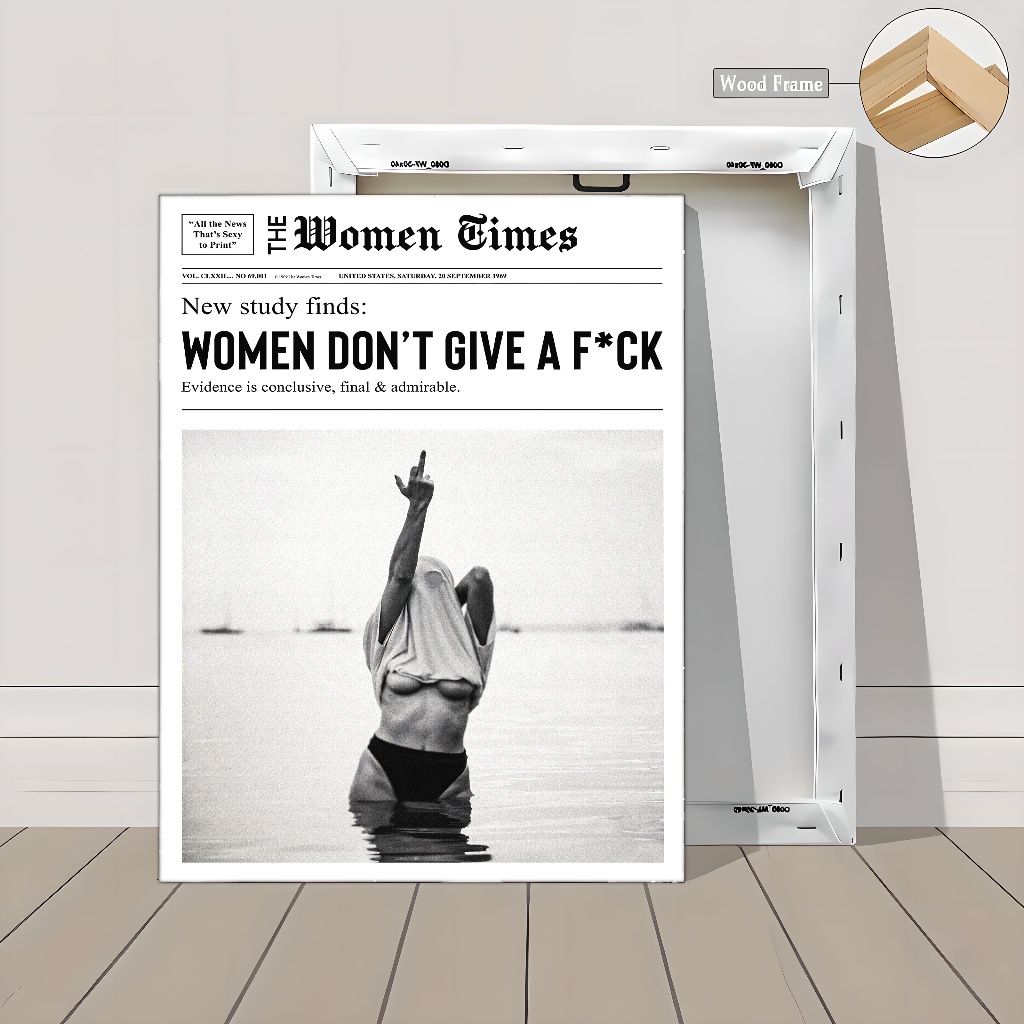 Wood Frame
“All the News
That’s Sexy
to Print”
THE Women Times
UNITED STATES, SATURDAY, 20 SEPTEMBER 1969
New study finds:
WOMEN DON’T GIVE A F*CK
Evidence is conclusive, final & admirable.